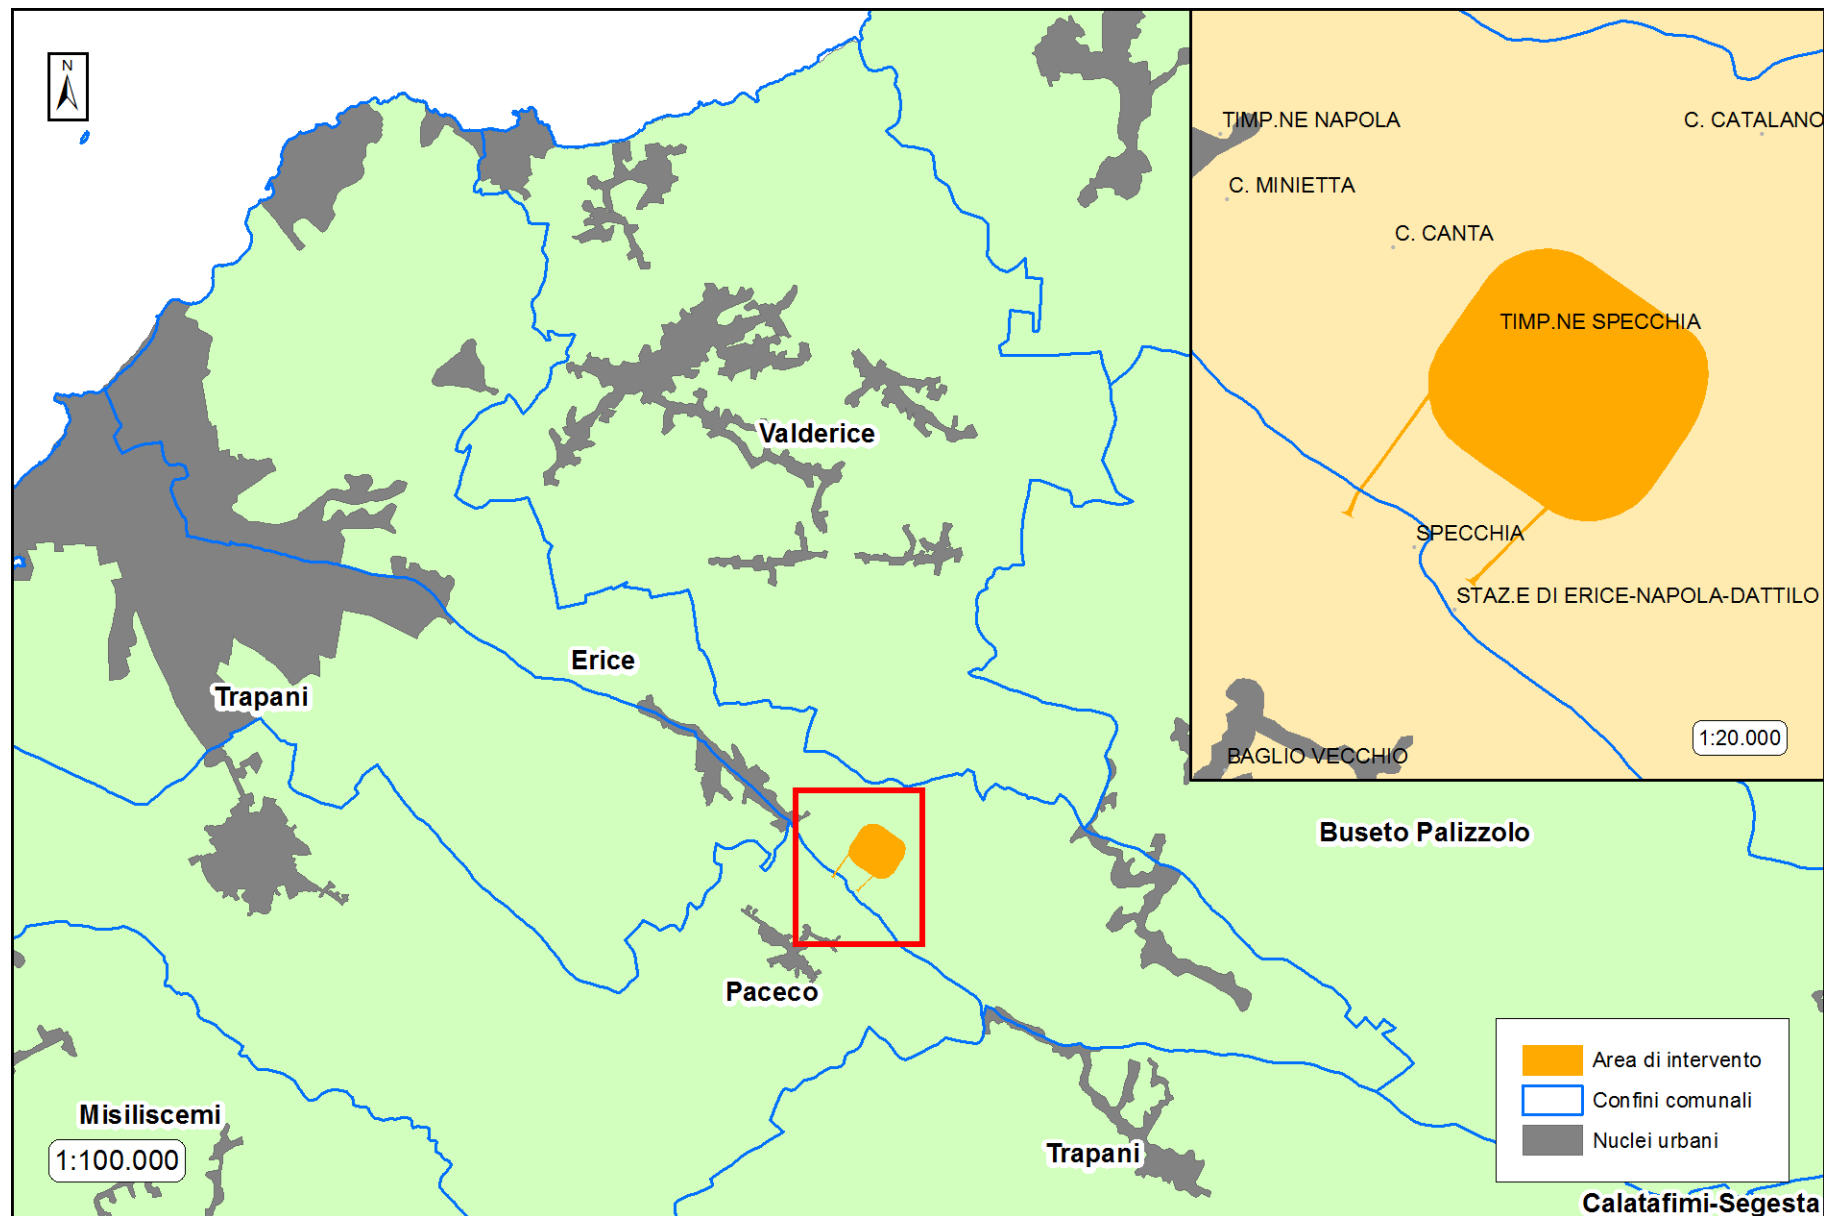 N
TIMP.NE NAPOLA
C. CATALANO
C. MINIETTA
C. CANTA
TIMP.NE SPECCHIA
SPECCHIA
STAZ.E DI ERICE-NAPOLA-DATTILO
1:20.000
BAGLIO VECCHIO
Valderice
Erice
Trapani
Buseto Palizzolo
Paceco
Misiliscemi
1:100.000
Trapani
Area di intervento
Confini comunali
Nuclei urbani
Calatafimi-Segesta